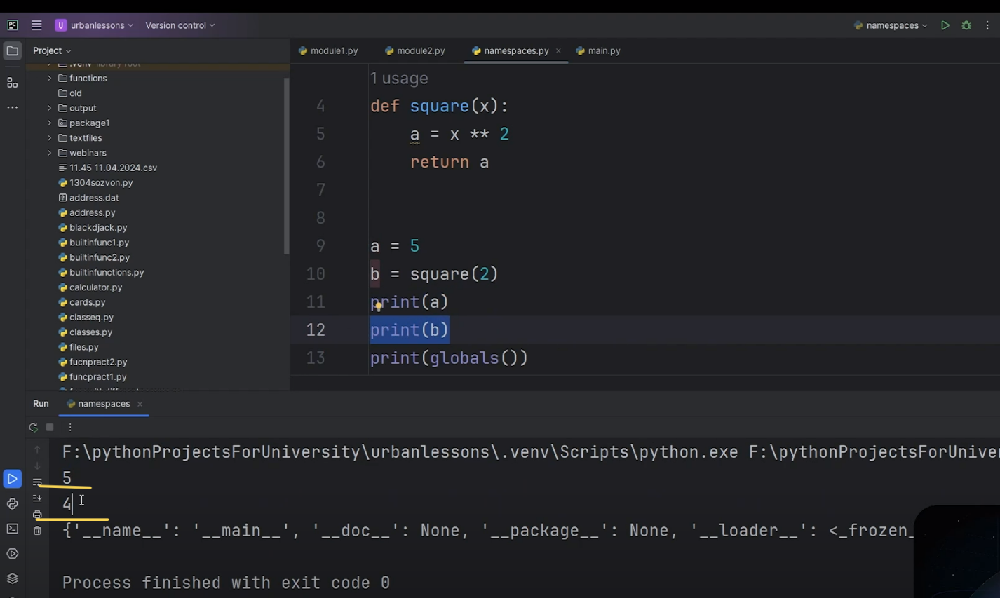 PC
U urbanlessons Version control
namespaces
Project
module1.py
module2.py
namespaces.py
main.py
.venv library root
functions
old
output
package1
textfiles
webinars
11.45 11.04.2024.csv
1304sozvon.py
address.dat
address.py
blackdjack.py
builtinfunc1.py
builtinfunc2.py
builtinfunctions.py
calculator.py
cards.py
classeq.py
classes.py
files.py
fucnpract2.py
funcpract1.py
1 usage
4 def square(x):
5 a = x ** 2
6 return a
7
8
9 a = 5
10 b = square(2)
11 print(a)
12 print(b)
13 print(globals())
Run namespaces
F:\pythonProjectsForUniversity\urbanlessons\.venv\Scripts\python.exe F:\pythonProjectsForUniver
5
4
{'__name__': '__main__', '__doc__': None, '__package__': None, '__loader__': <_frozen_
Process finished with exit code 0